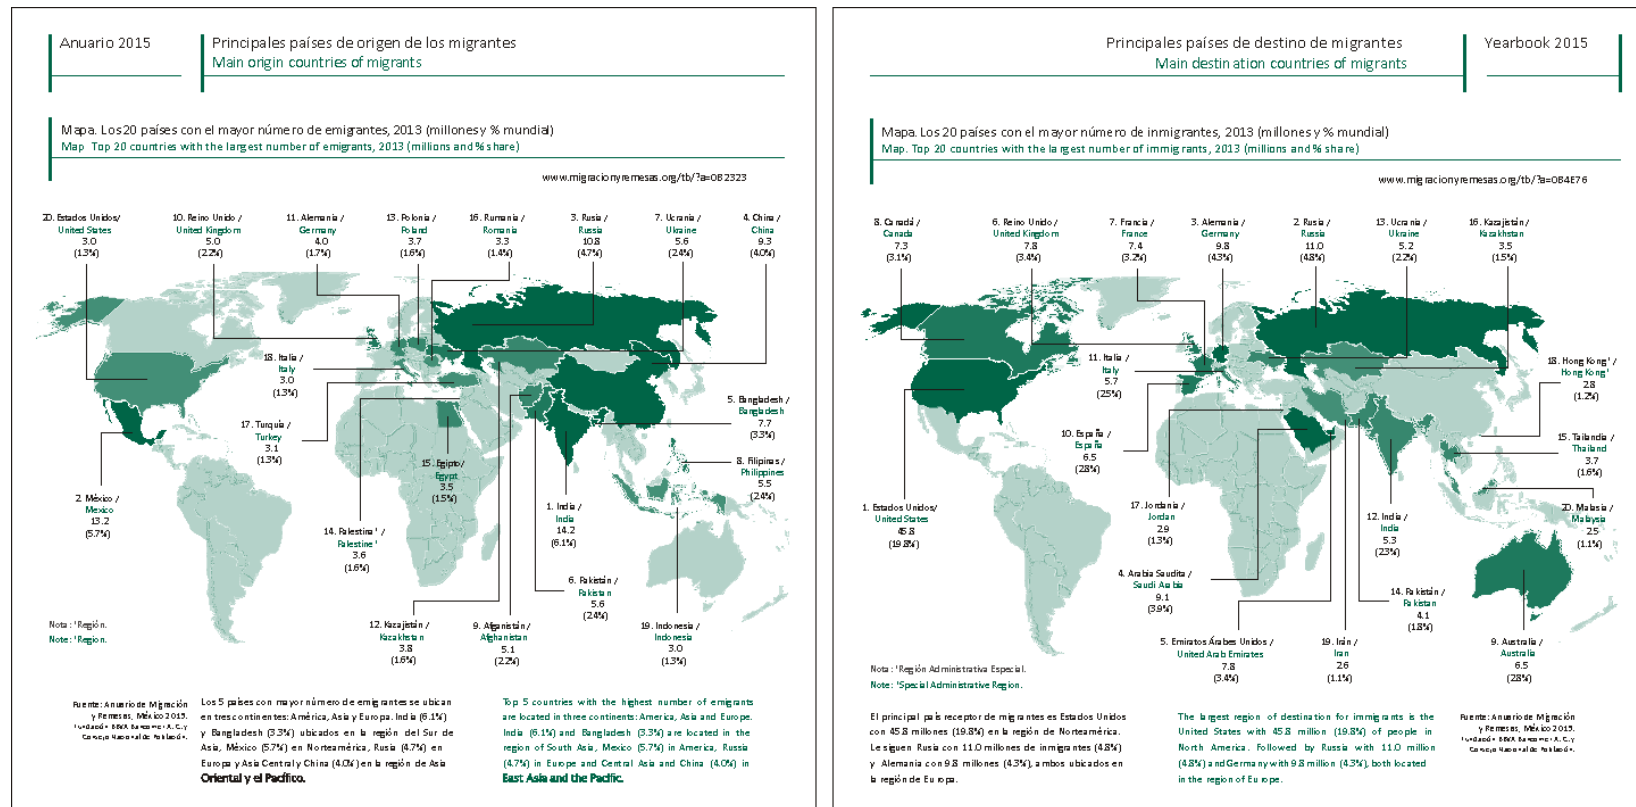 Anuario 2015
Principales países de origen de los migrantes
Main origin countries of migrants
Mapa. Los 20 países con el mayor número de emigrantes, 2013 (millones y % mundial)
Map Top 20 countries with the largest number of emigrants, 2013 (millions and % share)
www.migracionyremesas.org/tb/?a=0B2323
20. Estados Unidos/
United States
3.0
(1.3%)
10. Reino Unido /
United Kingdom
5.0
(2.2%)
11. Alemania /
Germany
4.0
(1.7%)
13. Polonia /
Poland
3.7
(1.6%)
16. Rumania /
Romania
3.3
(1.4%)
3. Rusia /
Russia
10.8
(4.7%)
7. Ucrania /
Ukraine
5.6
(2.4%)
4. China /
China
9.3
(4.0%)
18. Italia /
Italy
3.0
(1.3%)
17. Turquía /
Turkey
3.1
(1.3%)
5. Bangladesh /
Bangladesh
7.7
(3.3%)
15. Egipto /
Egypt
3.5
(1.5%)
8. Filipinas /
Philippines
5.5
(2.4%)
2. México /
Mexico
13.2
(5.7%)
1. India /
India
14.2
(6.1%)
14. Palestina¹ /
Palestine¹
3.6
(1.6%)
6. Pakistán /
Pakistan
5.6
(2.4%)
12. Kazajistán /
Kazakhstan
3.8
(1.6%)
9. Afganistán /
Afghanistan
5.1
(2.2%)
19. Indonesia /
Indonesia
3.0
(1.3%)
Nota: ¹Región.
Note: ¹Region.
Fuente: Anuario de Migración
y Remesas, México 2015.
Fundación BBVA Bancomer A. C., y
Consejo Nacional de Población.
Los 5 países con mayor número de emigrantes se ubican
en tres continentes: América, Asia y Europa. India (6.1%)
y Bangladesh (3.3%) ubicados en la región del Sur de
Asia, México (5.7%) en Norteamérica, Rusia (4.7%) en
Europa y Asia Central y China (4.0%) en la región de Asia
Oriental y el Pacífico.
Top 5 countries with the highest number of emigrants
are located in three continents: America, Asia and Europe.
India (6.1%) and Bangladesh (3.3%) are located in the
region of South Asia, Mexico (5.7%) in America, Russia
(4.7%) in Europe and Central Asia and China (4.0%) in
East Asia and the Pacific.
Principales países de destino de migrantes
Main destination countries of migrants
Yearbook 2015
Mapa. Los 20 países con el mayor número de inmigrantes, 2013 (millones y % mundial)
Map. Top 20 countries with the largest number of immigrants, 2013 (millions and % share)
www.migracionyremesas.org/tb/?a=0B4E76
8. Canadá /
Canada
7.3
(3.1%)
6. Reino Unido /
United Kingdom
7.8
(3.4%)
7. Francia /
France
7.4
(3.2%)
3. Alemania /
Germany
9.8
(4.3%)
2. Rusia /
Russia
11.0
(4.8%)
13. Ucrania /
Ukraine
5.2
(2.2%)
16. Kazajistán /
Kazakhstan
3.5
(1.5%)
11. Italia /
Italy
5.7
(2.5%)
18. Hong Kong¹ /
Hong Kong¹
2.8
(1.2%)
10. España /
España
6.5
(2.8%)
15. Tailandia /
Thailand
3.7
(1.6%)
1. Estados Unidos/
United States
45.8
(19.8%)
17. Jordania /
Jordan
2.9
(1.3%)
12. India /
India
5.3
(2.3%)
20. Malasia /
Malaysia
2.5
(1.1%)
4. Arabia Saudita /
Saudi Arabia
9.1
(3.9%)
14. Pakistán /
Pakistan
4.1
(1.8%)
5. Emiratos Árabes Unidos /
United Arab Emirates
7.8
(3.4%)
19. Irán /
Iran
2.6
(1.1%)
9. Australia /
Australia
6.5
(2.8%)
Nota: ¹Región Administrativa Especial.
Note: ¹Special Administrative Region.
El principal país receptor de migrantes es Estados Unidos
con 45.8 millones (19.8%) en la región de Norteamérica.
Le siguen Rusia con 11.0 millones de inmigrantes (4.8%)
y Alemania con 9.8 millones (4.3%), ambos ubicados en
la región de Europa.
The largest region of destination for immigrants is the
United States with 45.8 million (19.8%) of people in
North America. Followed by Russia with 11.0 million
(4.8%) and Germany with 9.8 million (4.3%), both located
in the region of Europe.
Fuente: Anuario de Migración
y Remesas, México 2015.
Fundación BBVA Bancomer A. C., y
Consejo Nacional de Población.